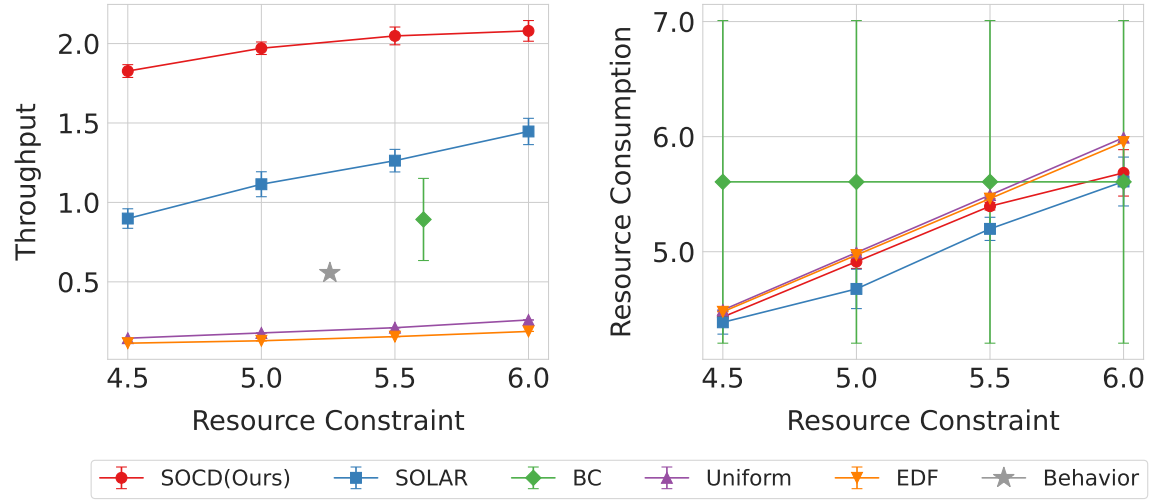 Throughput
2.0
1.5
1.0
0.5
4.5 5.0 5.5 6.0
Resource Constraint
Resource Consumption
7.0
6.0
5.0
4.5 5.0 5.5 6.0
Resource Constraint
SOCD(Ours) SOLAR BC Uniform EDF Behavior